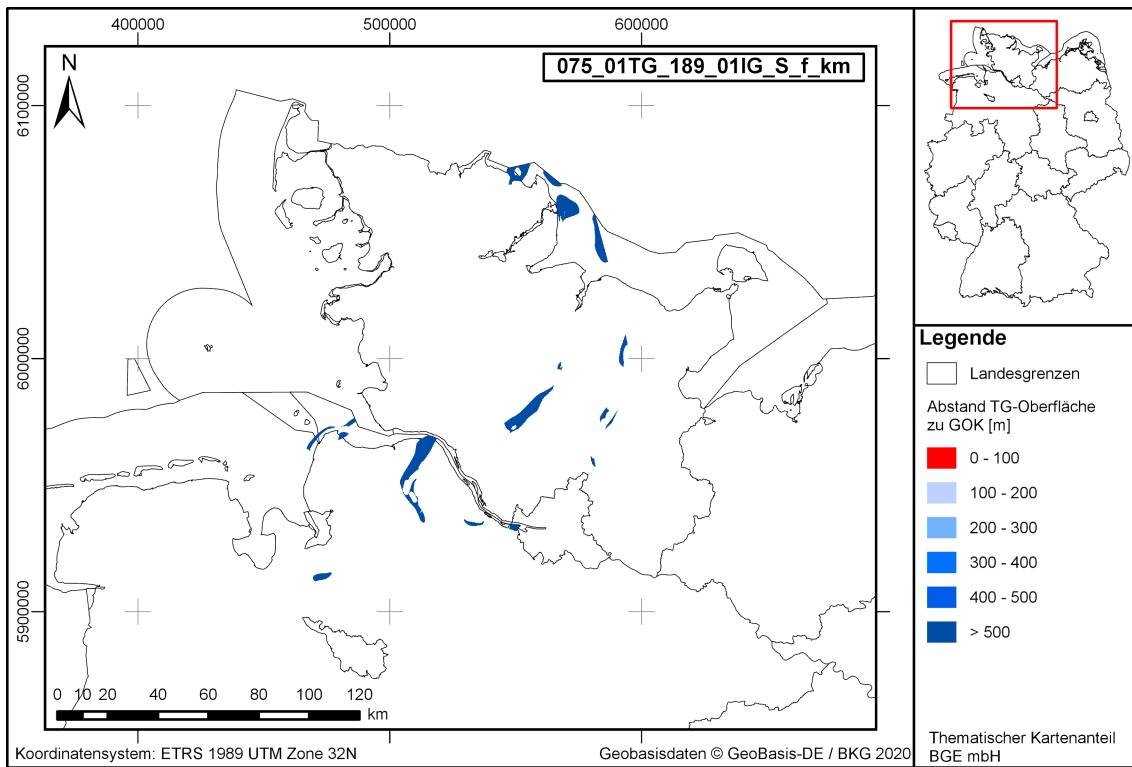 400000
500000
600000
075_01TG_189_01IG_S_f_km
N
6100000
6000000
5900000
0 10 20 40 60 80 100 120
km
Koordinatensystem: ETRS 1989 UTM Zone 32N
Geobasisdaten © GeoBasis-DE / BKG 2020
Legende
Landesgrenzen
Abstand TG-Oberfläche
zu GOK [m]
0 - 100
100 - 200
200 - 300
300 - 400
400 - 500
> 500
Thematischer Kartenanteil
BGE mbH